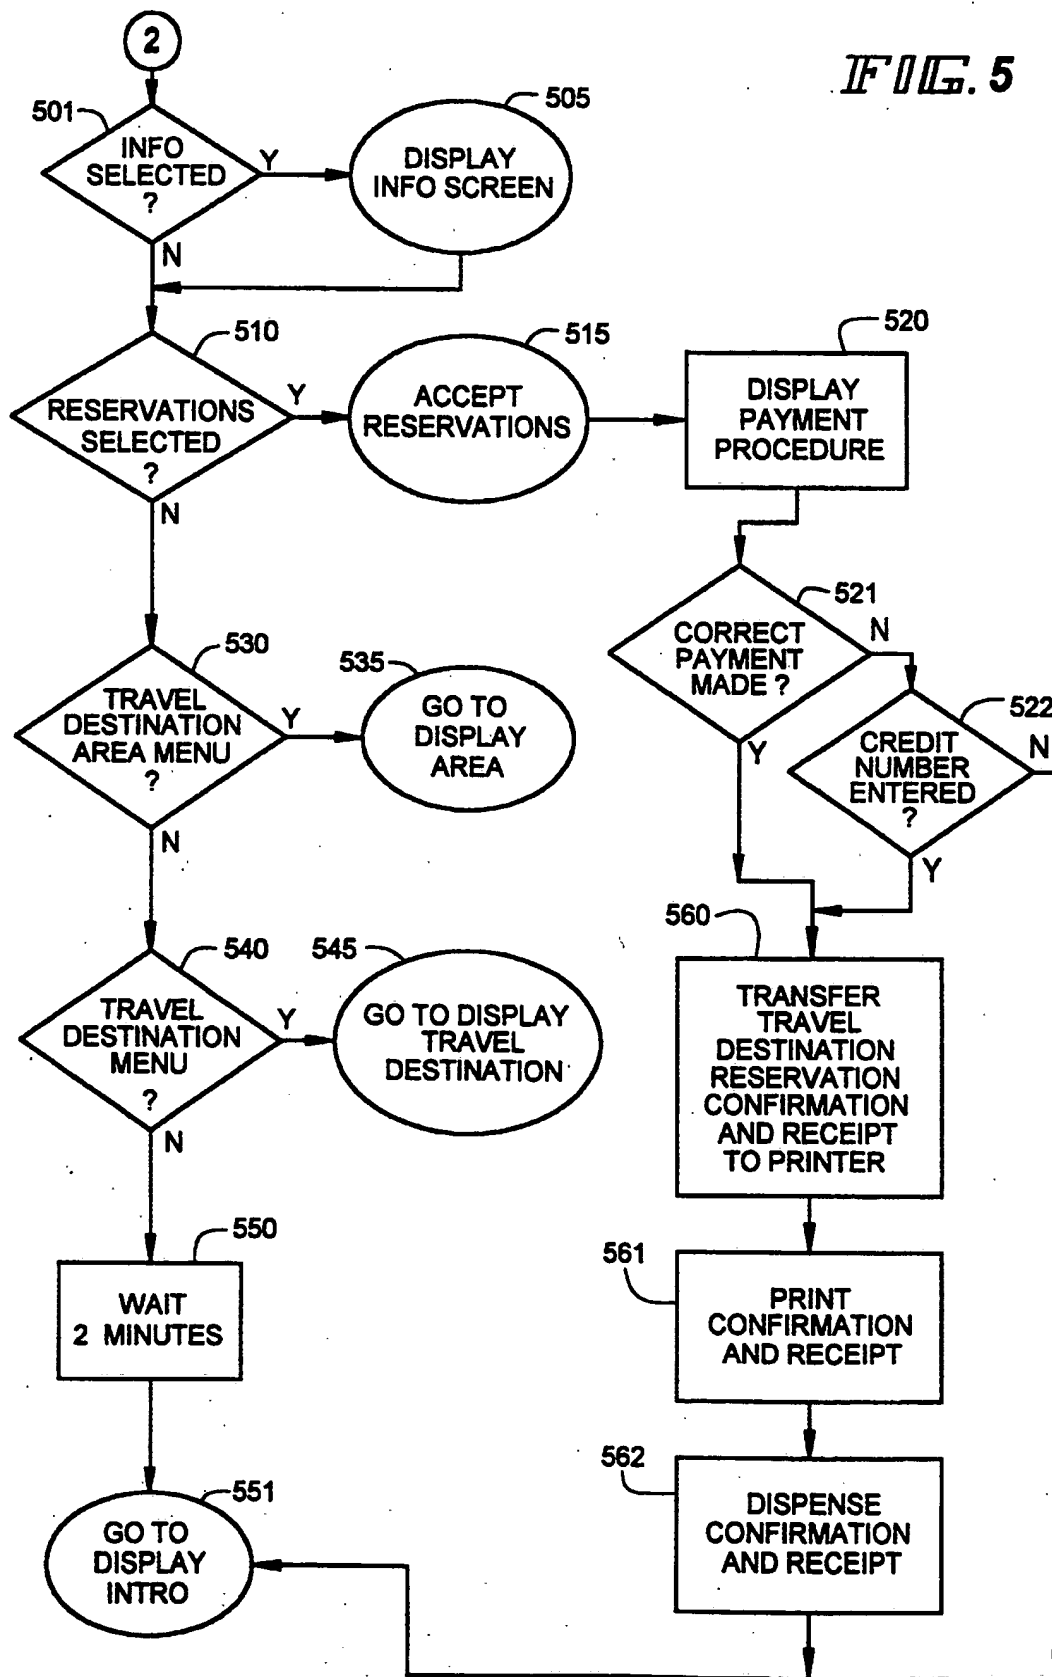 2
FIG. 5
501
INFO
SELECTED
?
Y
N
505
DISPLAY
INFO SCREEN
510
RESERVATIONS
SELECTED
?
Y
N
515
ACCEPT
RESERVATIONS
520
DISPLAY
PAYMENT
PROCEDURE
521
CORRECT
PAYMENT
MADE ?
N
Y
522
CREDIT
NUMBER
ENTERED
?
N
Y
530
TRAVEL
DESTINATION
AREA MENU
?
Y
N
535
GO TO
DISPLAY
AREA
540
TRAVEL
DESTINATION
MENU
?
Y
N
545
GO TO DISPLAY
TRAVEL
DESTINATION
550
WAIT
2 MINUTES
551
GO TO
DISPLAY
INTRO
560
TRANSFER
TRAVEL
DESTINATION
RESERVATION
CONFIRMATION
AND RECEIPT
TO PRINTER
561
PRINT
CONFIRMATION
AND RECEIPT
562
DISPENSE
CONFIRMATION
AND RECEIPT